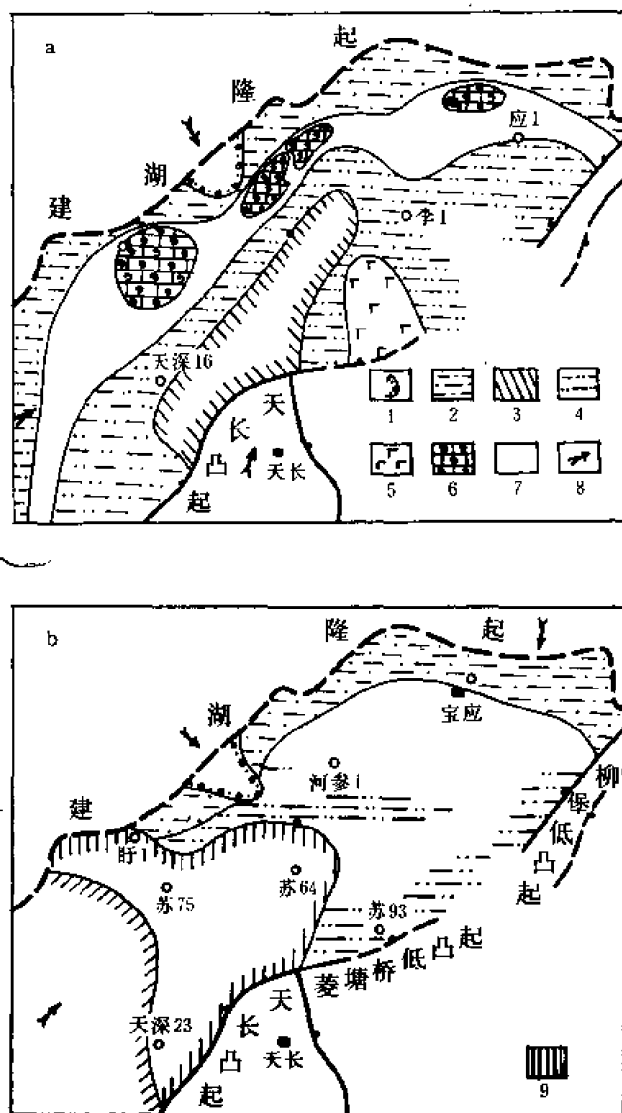 a
建湖隆起
应1
李1
天深16
天长凸起
天长
1 2 3 4
5 6 7 8
b
建湖隆起
宝应
河参1
柳堡低凸起
盱1
苏75
苏64
苏93
菱塘桥低凸起
天深23
天长凸起
天长
9